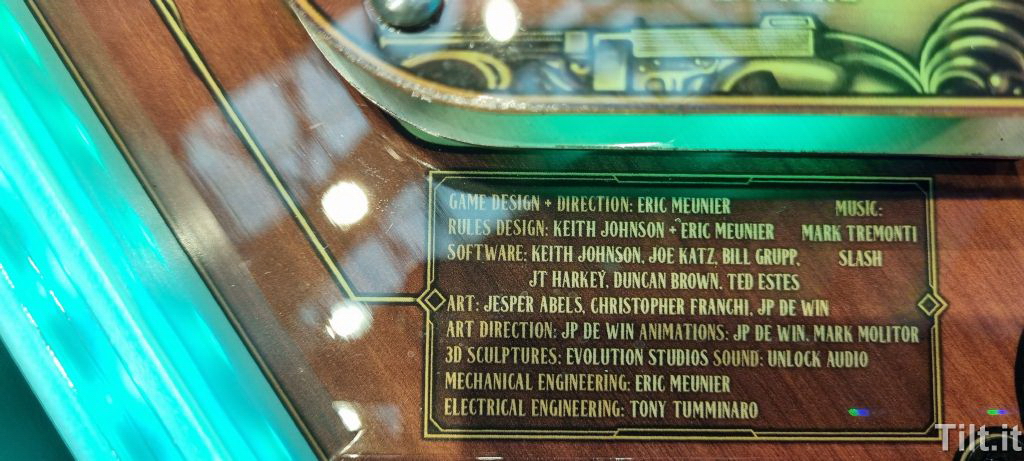 GAME DESIGN + DIRECTION: ERIC MEUNIER
RULES DESIGN: KEITH JOHNSON + ERIC MEUNIER
SOFTWARE: KEITH JOHNSON, JOE KATZ, BILL GRUPP,
JT HARKEY, DUNCAN BROWN, TED ESTES
ART: JESPER ABELS, CHRISTOPHER FRANCHI, JP DE WIN
ART DIRECTION: JP DE WIN ANIMATIONS: JP DE WIN, MARK MOLITOR
3D SCULPTURES: EVOLUTION STUDIOS SOUND: UNLOCK AUDIO
MECHANICAL ENGINEERING: ERIC MEUNIER
ELECTRICAL ENGINEERING: TONY TUMMINARO
MUSIC:
MARK TREMONTI
SLASH
Tilt.it